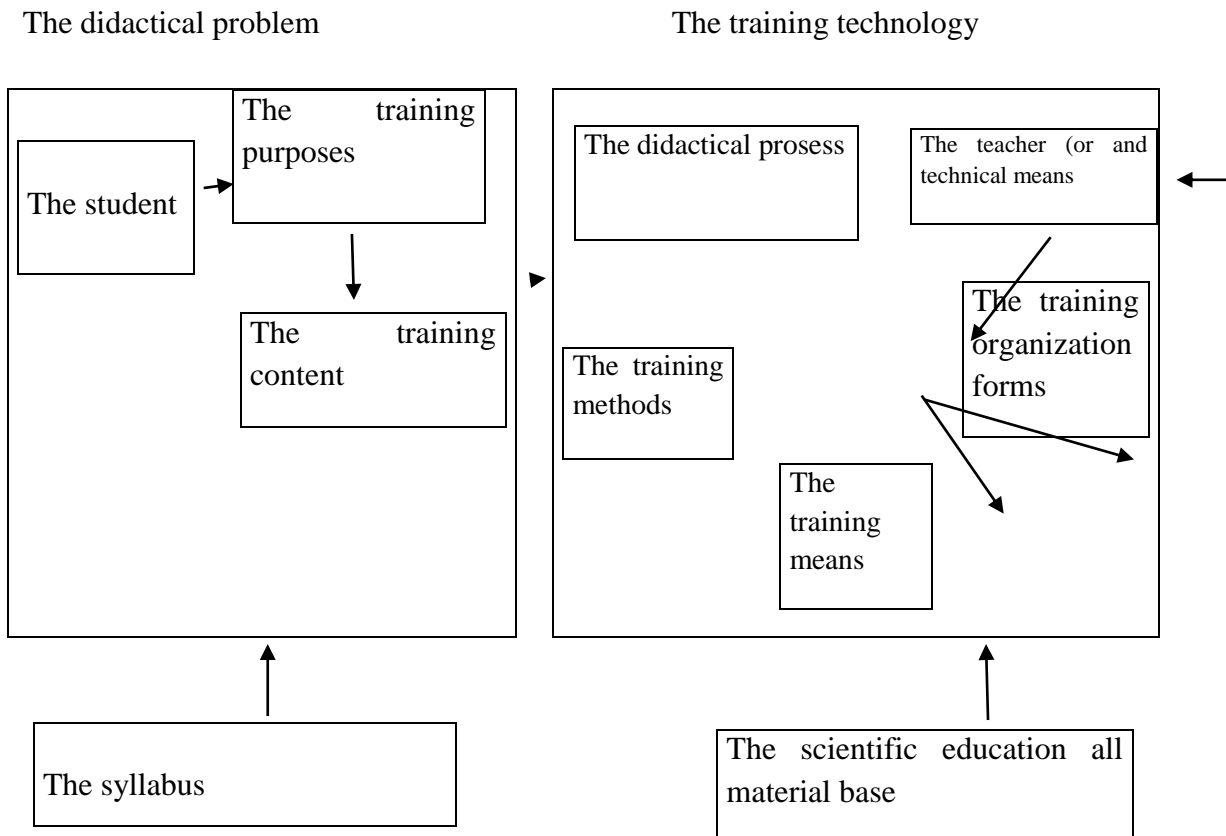 The didactical problem
The training technology
The training
purposes
The student
The training
content
The didactical prosess
The teacher (or and
technical means
The training
organization
forms
The training
methods
The
training
means
The syllabus
The scientific education all
material base